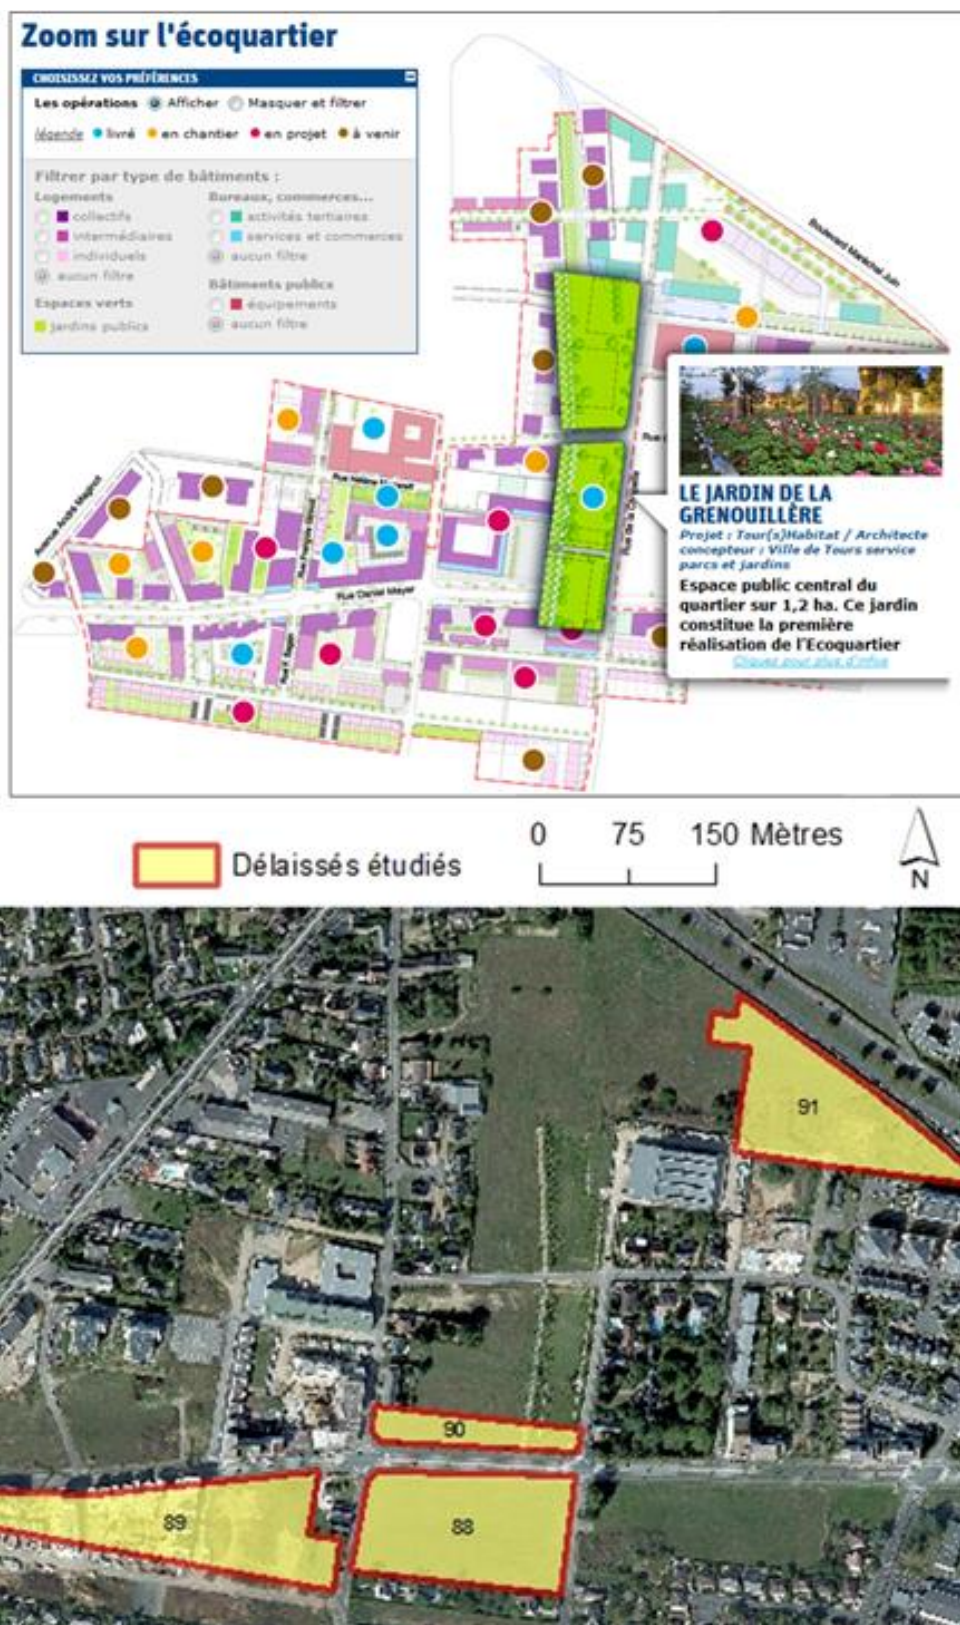 Zoom sur l'écoquartier
CHOISISSEZ VOS PRÉFÉRENCES
Les opérations Afficher Masquer et filtrer
légende livré en chantier en projet à venir
Filtrer par type de bâtiments :
Logements
collectifs
intermédiaires
individuels
aucun filtre
Espaces verts
jardins publics
Bureaux, commerces...
activités tertiaires
services et commerces
aucun filtre
Bâtiments publics
équipements
aucun filtre
Boulevard Maréchal Juin
Avenue André Maginot
Rue Daniel Mayer
LE JARDIN DE LA
GRENOUILLÈRE
Projet : Tour(s)Habitat / Architecte
concepteur : Ville de Tours service
parcs et jardins
Espace public central du
quartier sur 1,2 ha. Ce jardin
constitue la première
réalisation de l'Ecoquartier
Cliquez pour plus d'infos
Délaissés étudiés
0 75 150 Mètres
N
91
90
89
88